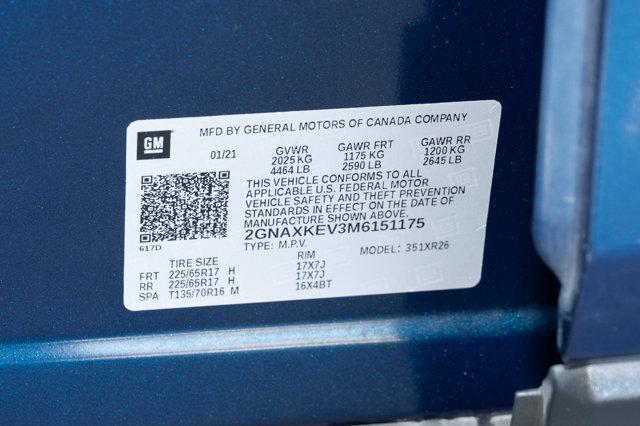 GM
MFD BY GENERAL MOTORS OF CANADA COMPANY
01/21 GVWR GAWR FRT GAWR RR
2025 KG 1175 KG 1200 KG
4464 LB 2590 LB 2645 LB
THIS VEHICLE CONFORMS TO ALL
APPLICABLE U.S. FEDERAL MOTOR
VEHICLE SAFETY AND THEFT PREVENTION
STANDARDS IN EFFECT ON THE DATE OF
MANUFACTURE SHOWN ABOVE.
2GNAXKEV3M6151175
617D
TYPE: M.P.V. MODEL: 351XR26
TIRE SIZE RIM
FRT 225/65R17 H 17X7J
RR 225/65R17 H 17X7J
SPA T135/70R16 M 16X4BT